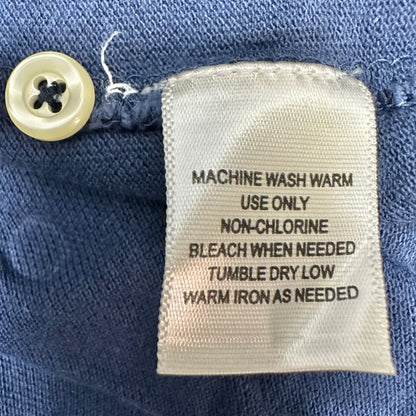 MACHINE WASH WARM
USE ONLY
NON-CHLORINE
BLEACH WHEN NEEDED
TUMBLE DRY LOW
WARM IRON AS NEEDED